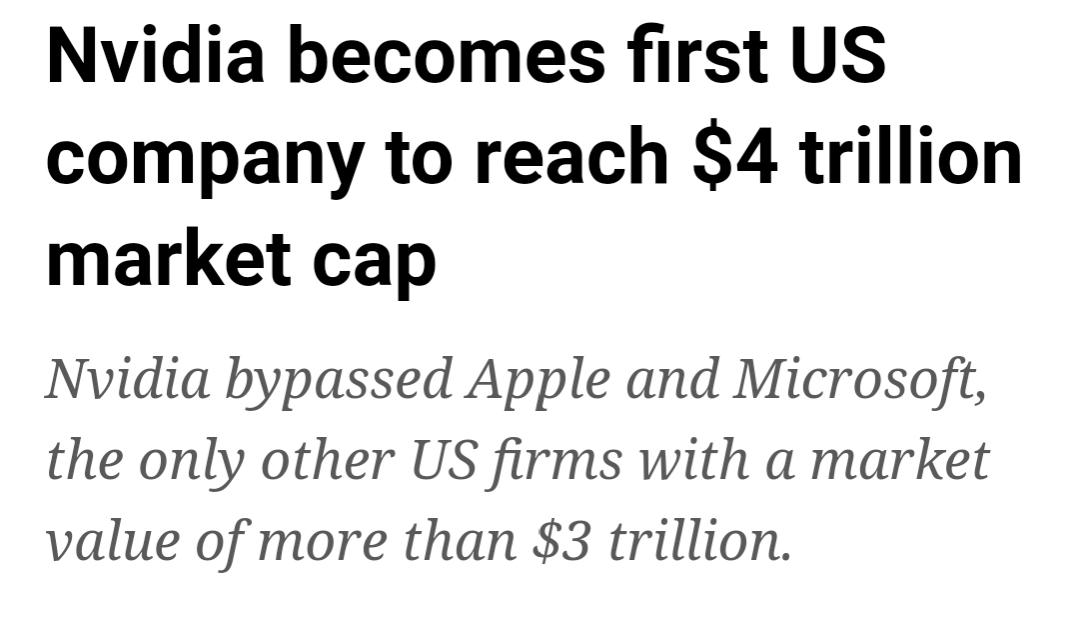 Nvidia becomes first US
company to reach $4 trillion
market cap
Nvidia bypassed Apple and Microsoft,
the only other US firms with a market
value of more than $3 trillion.